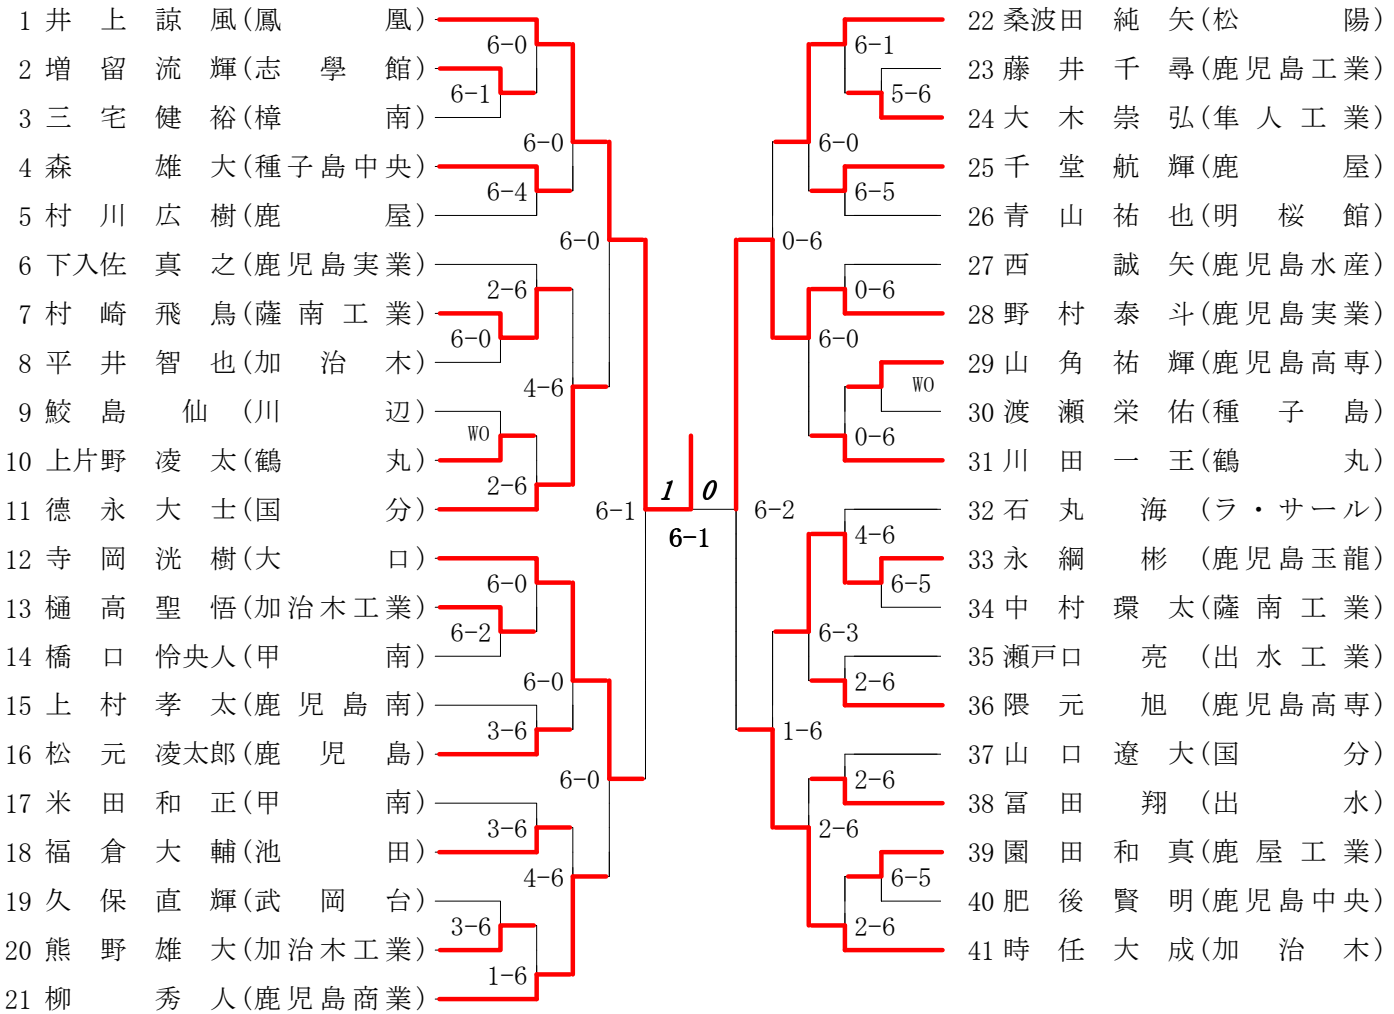 1 井上諒風(鳳凰)
2 増留流輝(志學館)
3 三宅健裕(樟南)
4 森雄大(種子島中央)
5 村川広樹(鹿屋)
6 下入佐真之(鹿児島実業)
7 村崎飛鳥(薩南工業)
8 平井智也(加治木)
9 鮫島仙(川辺)
10 上片野凌太(鶴丸)
11 德永大士(国分)
12 寺岡洸樹(大口)
13 樋高聖悟(加治木工業)
14 橋口怜央人(甲南)
15 上村孝太(鹿児島南)
16 松元凌太郎(鹿児島)
17 米田和正(甲南)
18 福倉大輔(池田)
19 久保直輝(武岡台)
20 熊野雄大(加治木工業)
21 柳秀人(鹿児島商業)
6-0
6-1
6-0
6-4
6-0
2-6
6-0
4-6
WO
2-6
6-1
6-0
6-2
6-0
3-6
6-0
3-6
4-6
3-6
1-6
1 0
6-1
6-1
5-6
6-0
6-5
0-6
0-6
6-0
WO
0-6
6-2
4-6
6-5
6-3
2-6
1-6
2-6
2-6
6-5
2-6
22 桑波田純矢(松陽)
23 藤井千尋(鹿児島工業)
24 大木崇弘(隼人工業)
25 千堂航輝(鹿屋)
26 青山祐也(明桜館)
27 西誠矢(鹿児島水産)
28 野村泰斗(鹿児島実業)
29 山角祐輝(鹿児島高専)
30 渡瀬栄佑(種子島)
31 川田一王(鶴丸)
32 石丸海(ラ・サール)
33 永綱彬(鹿児島玉龍)
34 中村環太(薩南工業)
35 瀬戸口亮(出水工業)
36 隈元旭(鹿児島高専)
37 山口遼大(国分)
38 冨田翔(出水)
39 園田和真(鹿屋工業)
40 肥後賢明(鹿児島中央)
41 時任大成(加治木)